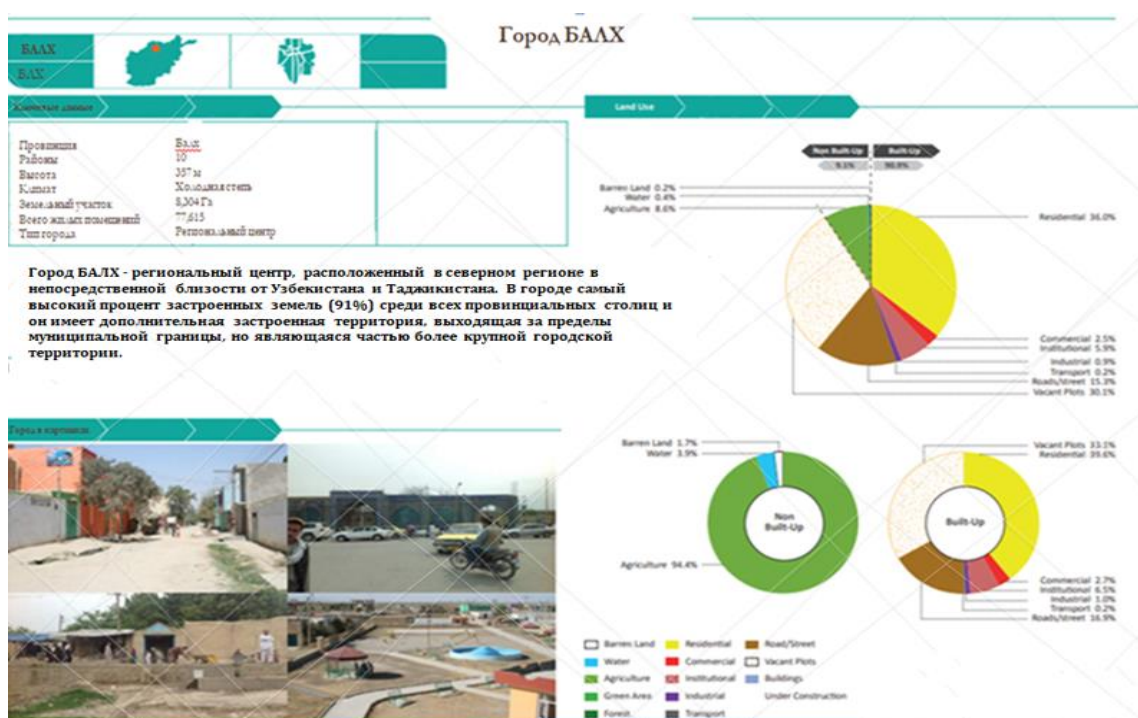 Город БАЛХ
БАЛХ
БЛХ
Ключевые данные
Провинция Балх
Районы 10
Высота 357 м
Климат Холодная степь
Земельный участок 8,304 Га
Всего жилых помещений 77,615
Тип города Региональный центр
Город БАЛХ - региональный центр, расположенный в северном регионе в
непосредственной близости от Узбекистана и Таджикистана. В городе самый
высокий процент застроенных земель (91%) среди всех провинциальных столиц и
он имеет дополнительная застроенная территория, выходящая за пределы
муниципальной границы, но являющаяся частью более крупной городской
территории.
Город в картинках
Land Use
Non Built-Up Built-Up
9.1% 90.9%
Barren Land 0.2%
Water 0.4%
Agriculture 8.6%
Residential 36.0%
Commercial 2.5%
Institutional 5.9%
Industrial 0.9%
Transport 0.2%
Roads/street 15.3%
Vacant Plots 30.1%
Barren Land 1.7%
Water 3.9%
Non
Built-Up
Agriculture 94.4%
Vacant Plots 33.1%
Residential 39.6%
Built-Up
Commercial 2.7%
Institutional 6.5%
Industrial 1.0%
Transport 0.2%
Roads/street 16.9%
Barren Land Residential Road/Street
Water Commercial Vacant Plots
Agriculture Institutional Buildings
Green Area Industrial Under Construction
Forest Transport